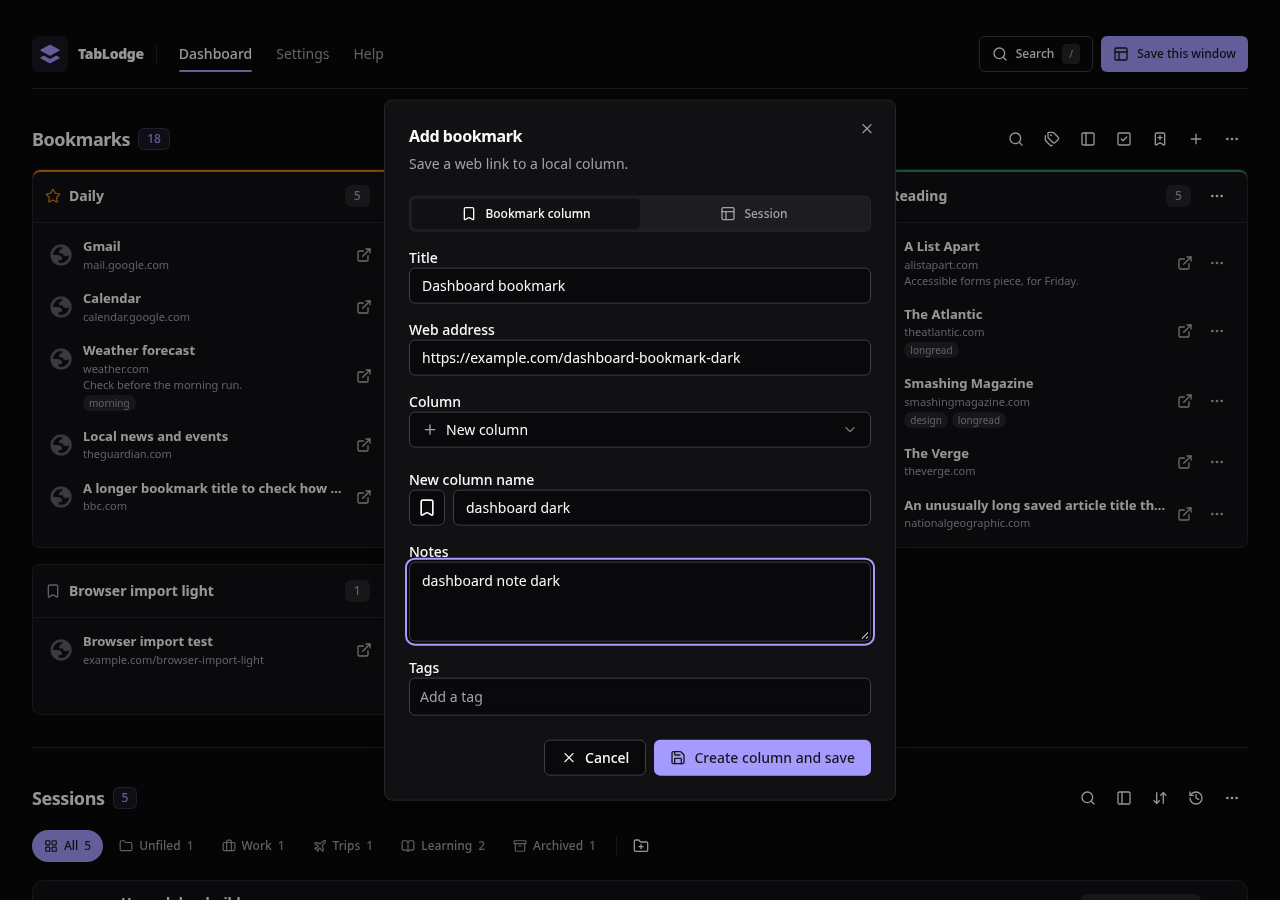 TabLodge
Dashboard
Settings
Help
Search /
Save this window
Bookmarks 18
Daily 5
Gmail
mail.google.com
Calendar
calendar.google.com
Weather forecast
weather.com
Check before the morning run.
morning
Local news and events
theguardian.com
A longer bookmark title to check how ...
bbc.com
Browser import light 1
Browser import test
example.com/browser-import-light
Add bookmark
Save a web link to a local column.
Bookmark column
Session
Title
Dashboard bookmark
Web address
https://example.com/dashboard-bookmark-dark
Column
New column
New column name
dashboard dark
Notes
dashboard note dark
Tags
Add a tag
Cancel
Create column and save
Reading 5
A List Apart
alistapart.com
Accessible forms piece, for Friday.
The Atlantic
theatlantic.com
longread
Smashing Magazine
smashingmagazine.com
design longread
The Verge
theverge.com
An unusually long saved article title th...
nationalgeographic.com
Sessions 5
All 5
Unfiled 1
Work 1
Trips 1
Learning 2
Archived 1